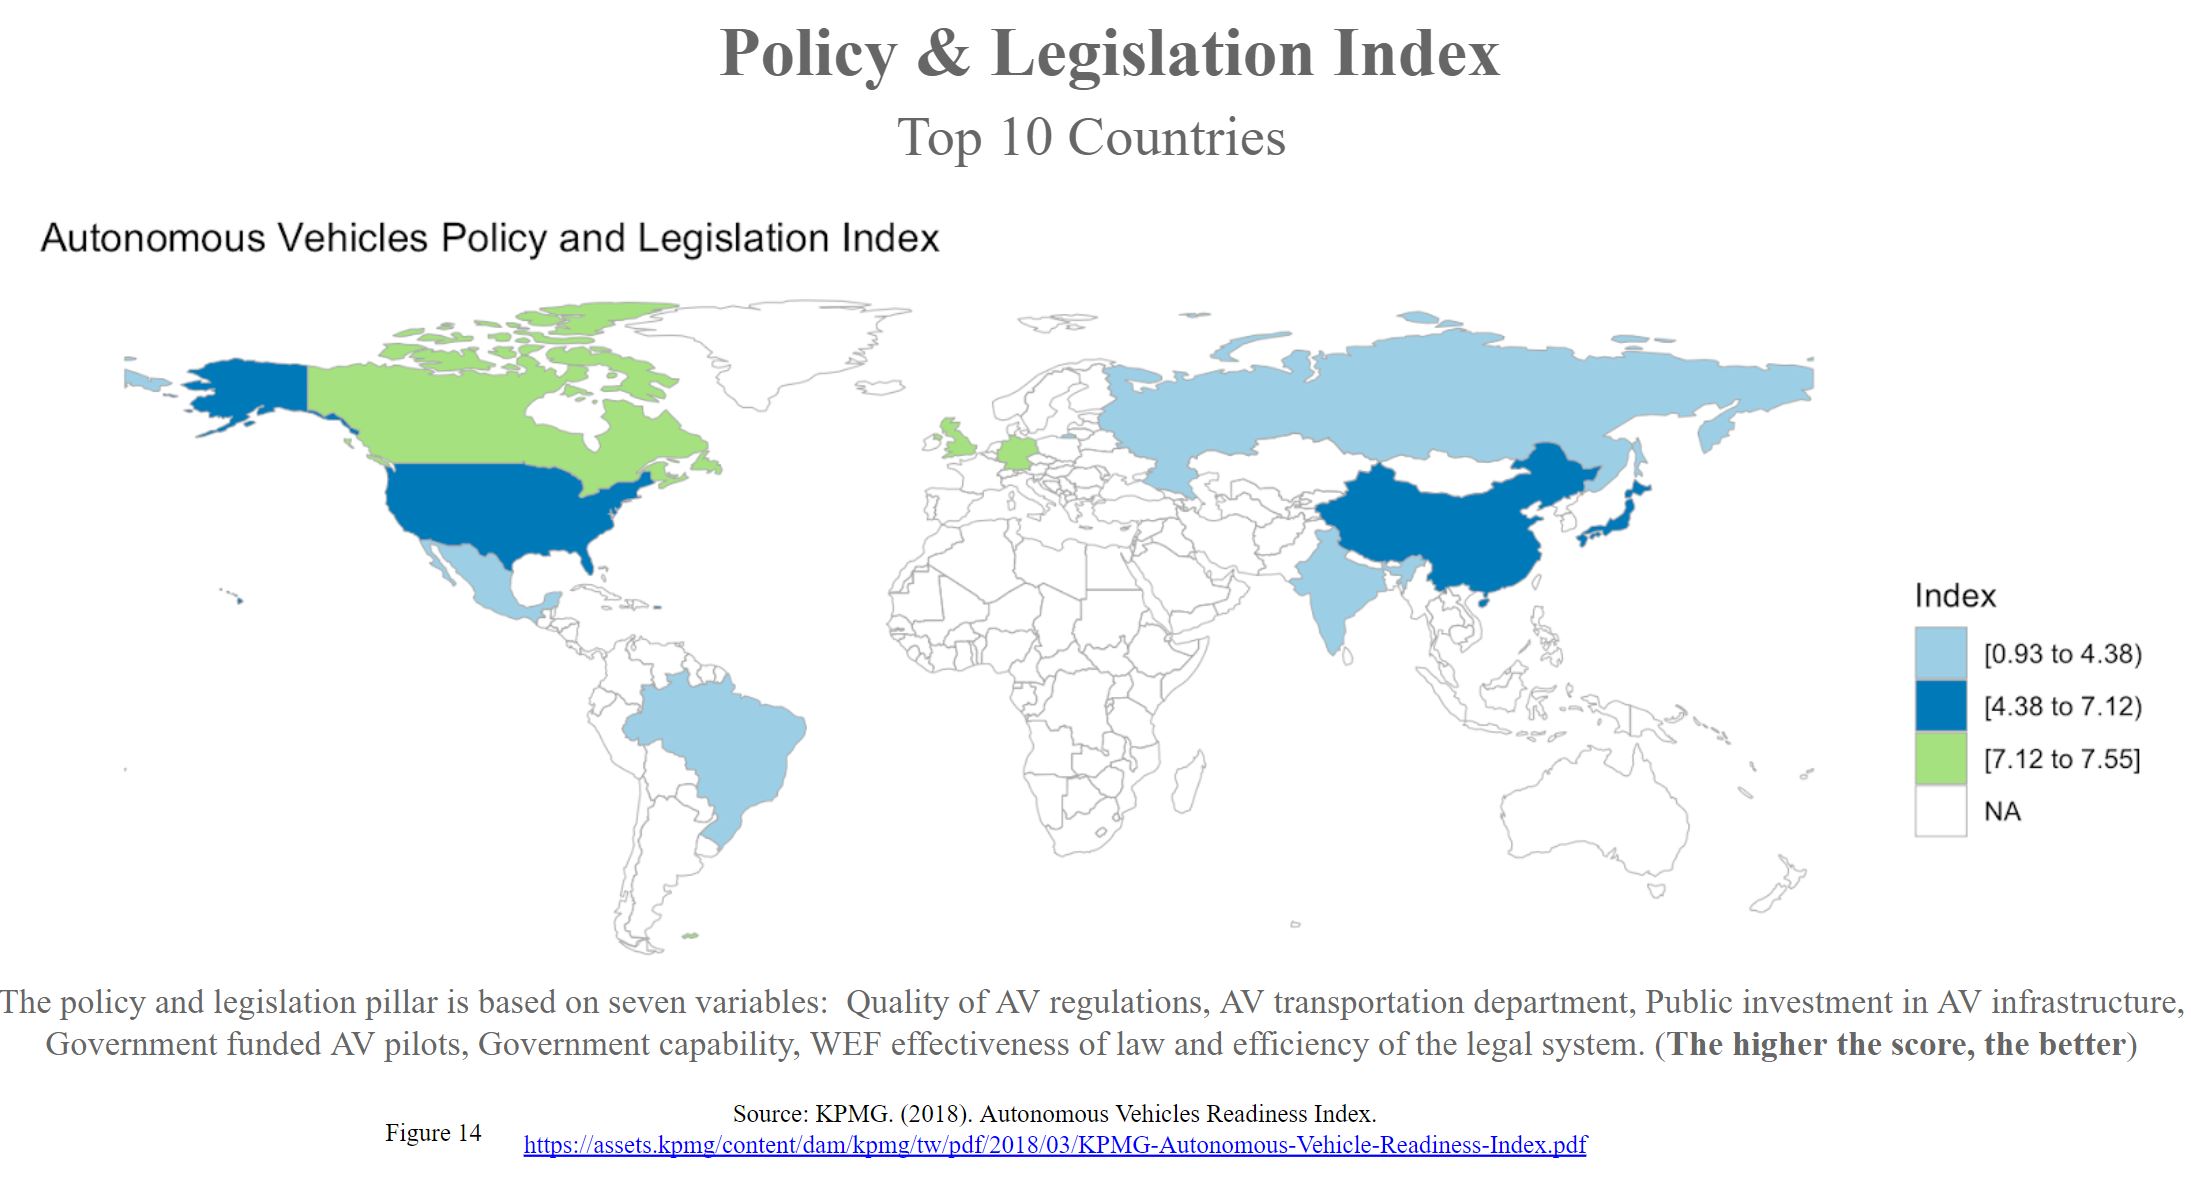 Policy & Legislation Index
Top 10 Countries
Autonomous Vehicles Policy and Legislation Index
Index
[0.93 to 4.38)
[4.38 to 7.12)
[7.12 to 7.55]
NA
The policy and legislation pillar is based on seven variables:  Quality of AV regulations, AV transportation department, Public investment in AV infrastructure,
Government funded AV pilots, Government capability, WEF effectiveness of law and efficiency of the legal system. (The higher the score, the better)
Source: KPMG. (2018). Autonomous Vehicles Readiness Index.
Figure 14
https://assets.kpmg/content/dam/kpmg/tw/pdf/2018/03/KPMG-Autonomous-Vehicle-Readiness-Index.pdf